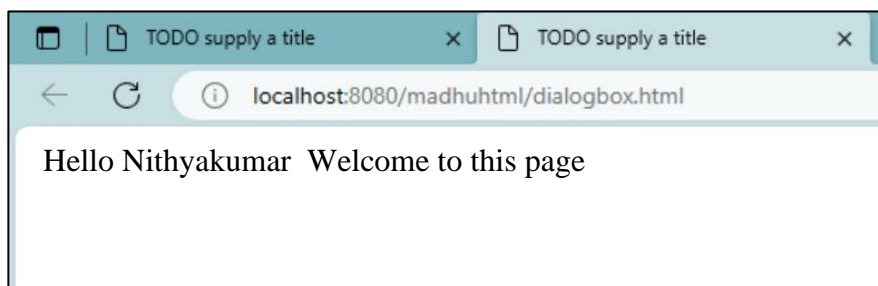 TODO supply a title TODO supply a title
localhost:8080/madhuhtml/dialogbox.html
Hello Nithyakumar  Welcome to this page